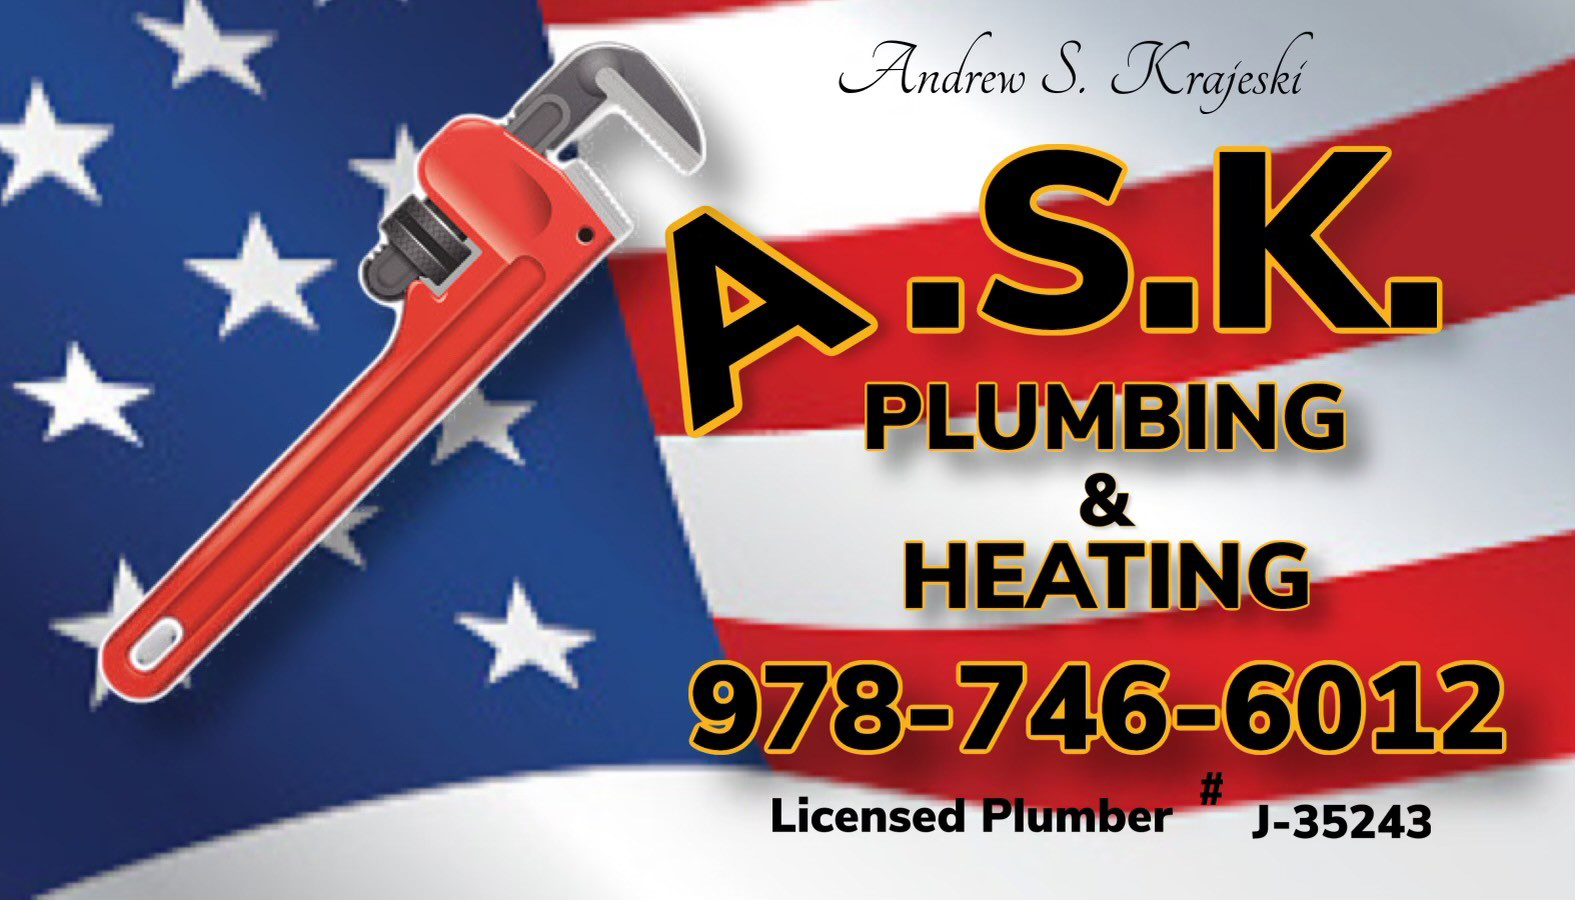 Andrew S. Krajeski
A.S.K.
PLUMBING
&
HEATING
978-746-6012
Licensed Plumber # J-35243